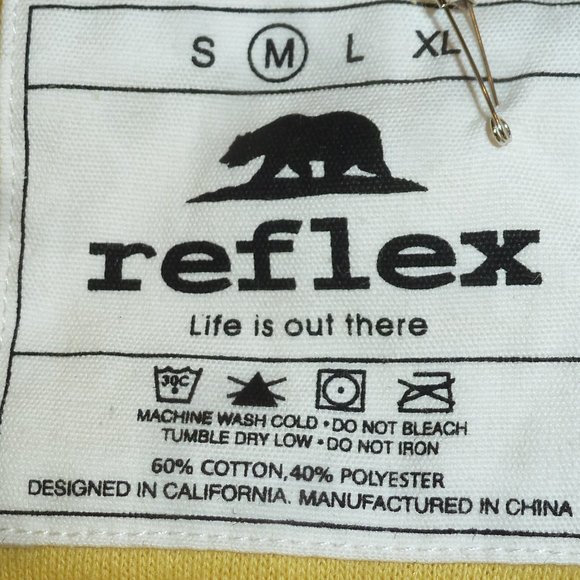 S M L XL
reflex
Life is out there
30C
MACHINE WASH COLD • DO NOT BLEACH
TUMBLE DRY LOW • DO NOT IRON
60% COTTON, 40% POLYESTER
DESIGNED IN CALIFORNIA. MANUFACTURED IN CHINA